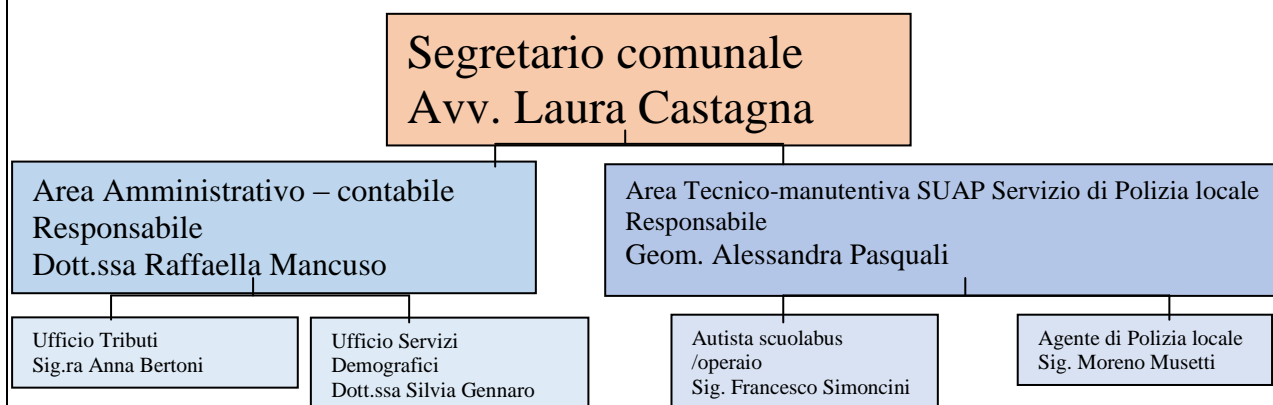 Segretario comunale
Avv. Laura Castagna
Area Amministrativo – contabile
Responsabile
Dott.ssa Raffaella Mancuso
Area Tecnico-manutentiva SUAP Servizio di Polizia locale
Responsabile
Geom. Alessandra Pasquali
Ufficio Tributi
Sig.ra Anna Bertoni
Ufficio Servizi
Demografici
Dott.ssa Silvia Gennaro
Autista scuolabus
/operaio
Sig. Francesco Simoncini
Agente di Polizia locale
Sig. Moreno Musetti